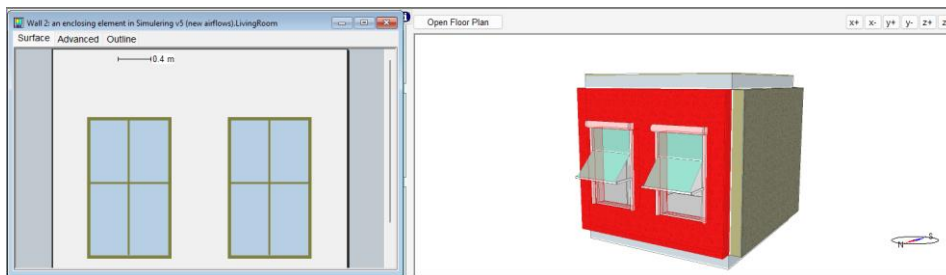 Wall 2: an enclosing element in Simulering v5 (new airflows).LivingRoom
Surface Advanced Outline
0.4 m
Open Floor Plan
x+ x- y+ y- z+ z
N S